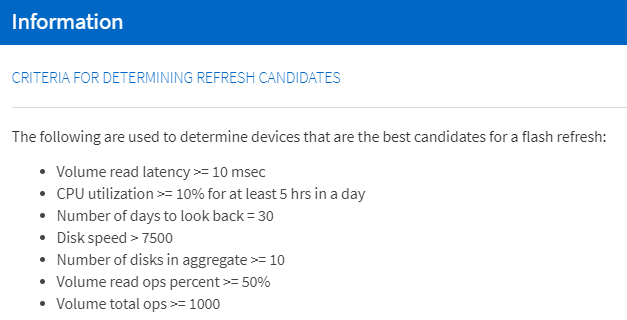 Information
CRITERIA FOR DETERMINING REFRESH CANDIDATES
The following are used to determine devices that are the best candidates for a flash refresh:
• Volume read latency >= 10 msec
• CPU utilization >= 10% for at least 5 hrs in a day
• Number of days to look back = 30
• Disk speed > 7500
• Number of disks in aggregate >= 10
• Volume read ops percent >= 50%
• Volume total ops >= 1000